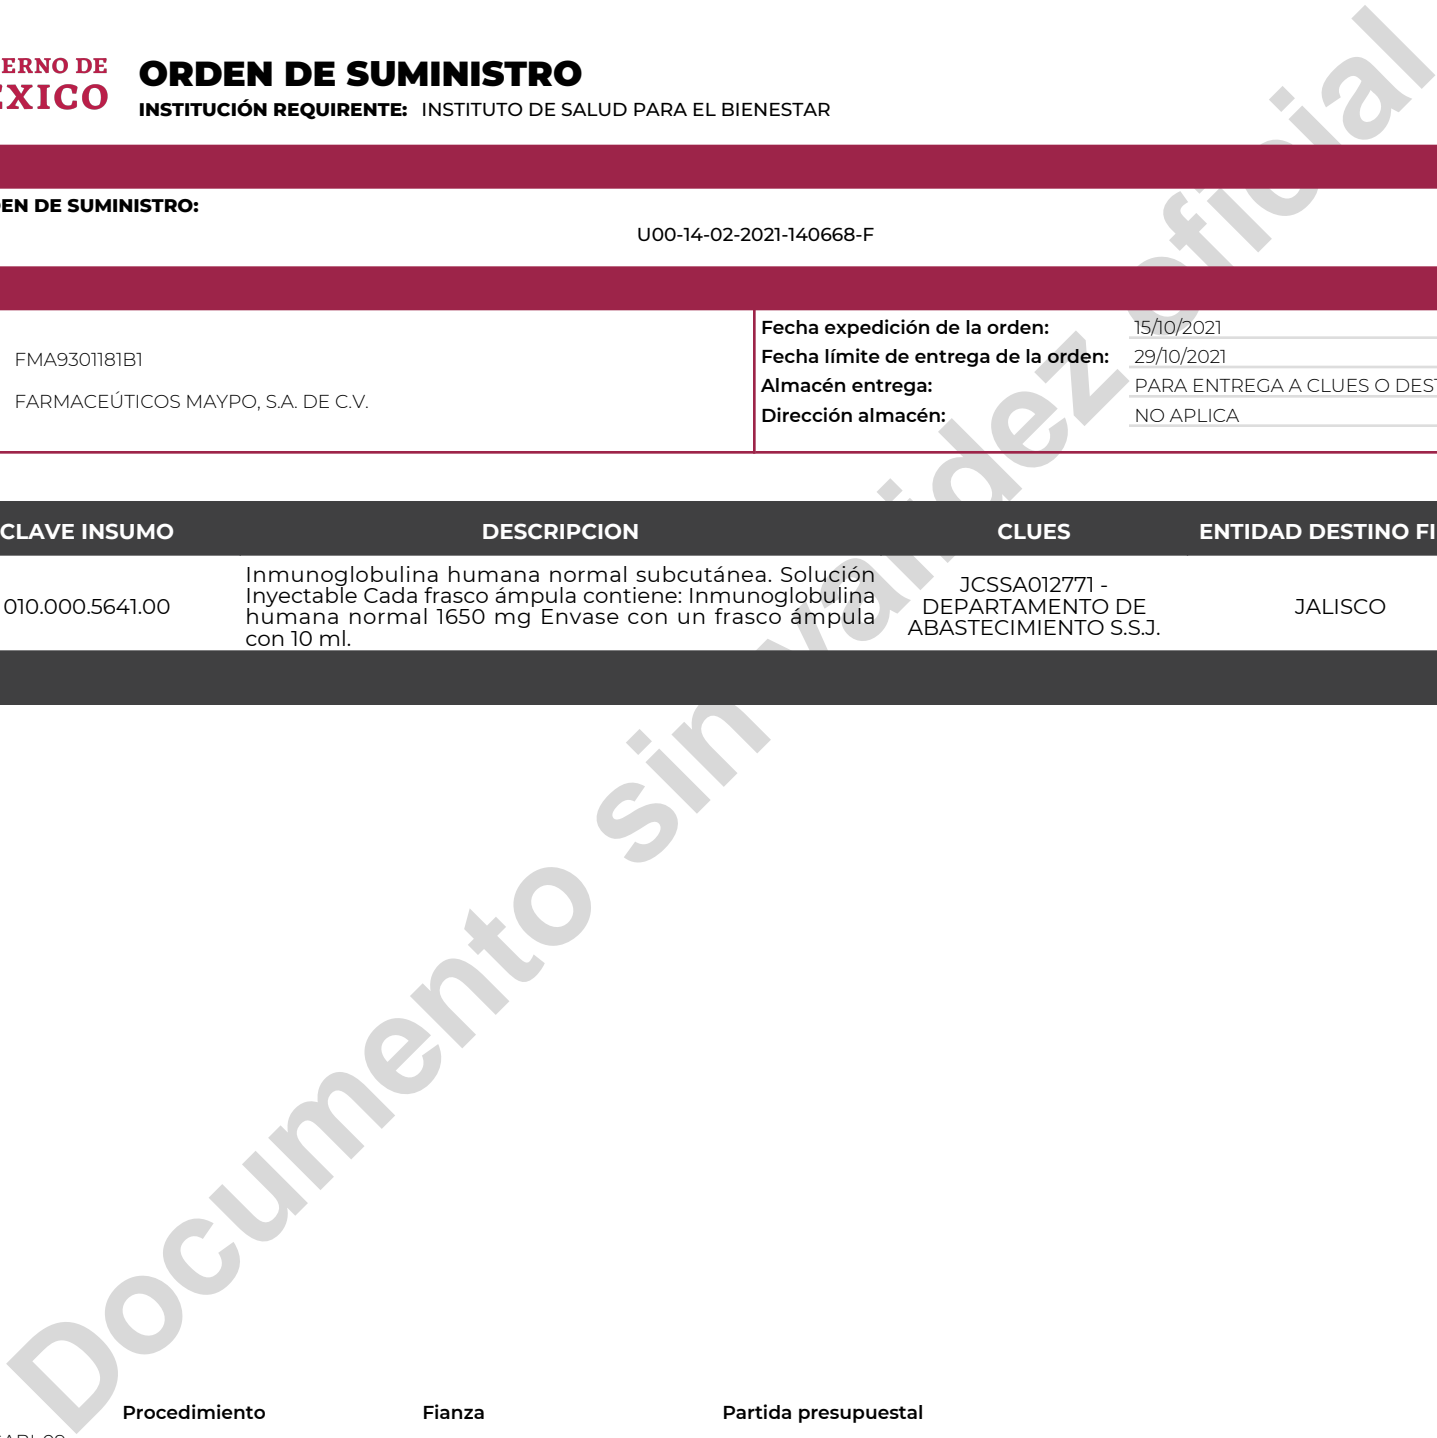 ERNO DE
EXICO
ORDEN DE SUMINISTRO
INSTITUCIÓN REQUIRENTE: INSTITUTO DE SALUD PARA EL BIENESTAR
EN DE SUMINISTRO:
U00-14-02-2021-140668-F
FMA9301181B1
FARMACEÚTICOS MAYPO, S.A. DE C.V.
Fecha expedición de la orden: 15/10/2021
Fecha límite de entrega de la orden: 29/10/2021
Almacén entrega: PARA ENTREGA A CLUES O DEST
Dirección almacén: NO APLICA
CLAVE INSUMO DESCRIPCION CLUES ENTIDAD DESTINO FI
010.000.5641.00
Inmunoglobulina humana normal subcutánea. Solución
Inyectable Cada frasco ámpula contiene: Inmunoglobulina
humana normal 1650 mg Envase con un frasco ámpula
con 10 ml.
JCSSA012771 -
DEPARTAMENTO DE
ABASTECIMIENTO S.S.J.
JALISCO
Documento sin validez oficial
Procedimiento Fianza Partida presupuestal